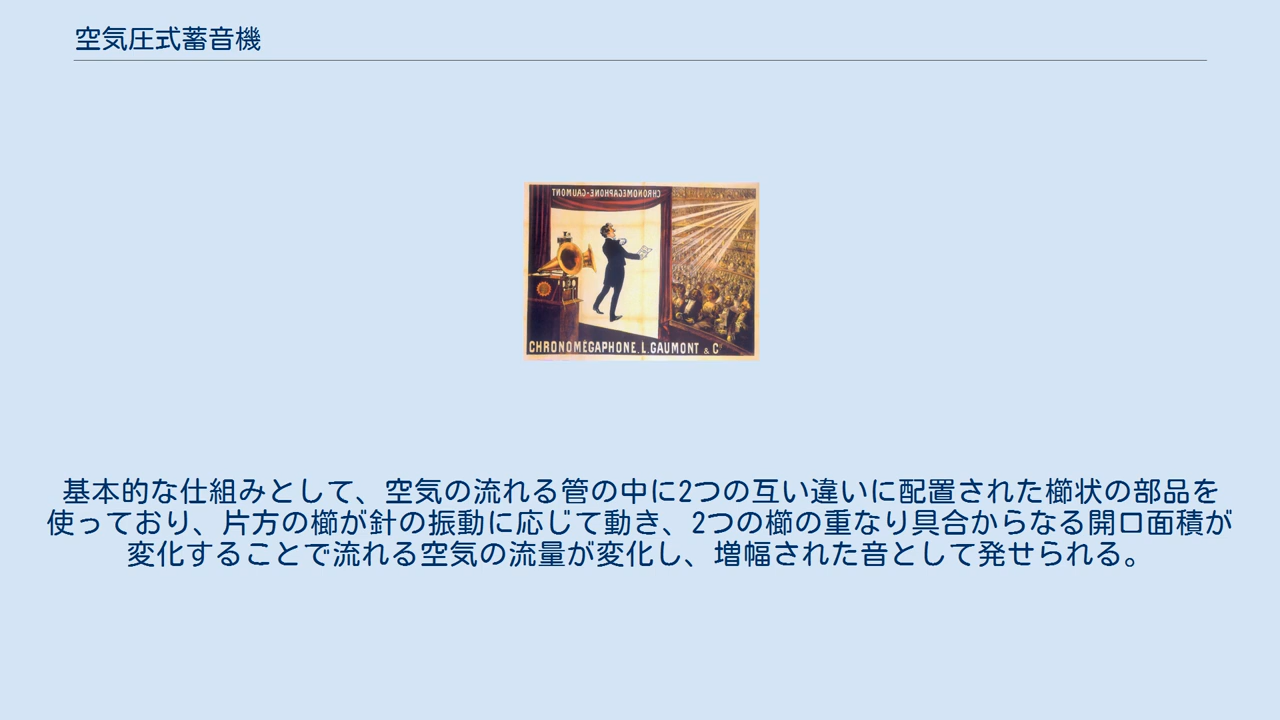 空気圧式蓄音機
CHRONOMEGAPHONE-GAUMONT
CHRONOMÉGAPHONE. L. GAUMONT & C
基本的な仕組みとして、空気の流れる管の中に2つの互い違いに配置された櫛状の部品を
使っており、片方の櫛が針の振動に応じて動き、2つの櫛の重なり具合からなる開口面積が
変化することで流れる空気の流量が変化し、増幅された音として発せられる。